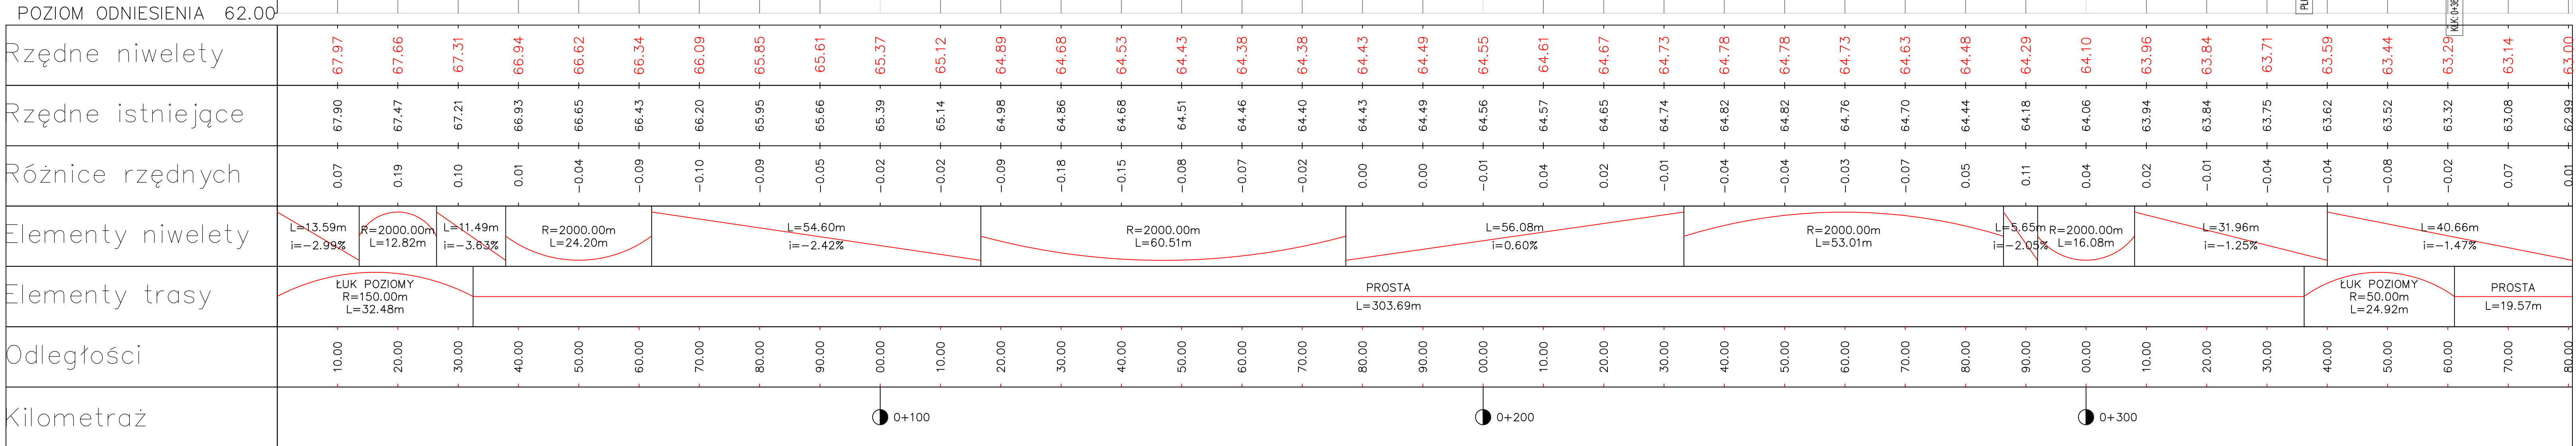 POZIOM ODNIESIENIA 62.00
PŁ
KŁK: 0+36
Rzędne niwelety 67.97 67.66 67.31 66.94 66.62 66.34 66.09 65.85 65.61 65.37 65.12 64.89 64.68 64.53 64.43 64.38 64.38 64.43 64.49 64.55 64.61 64.67 64.73 64.78 64.78 64.73 64.63 64.48 64.29 64.10 63.96 63.84 63.71 63.59 63.44 63.29 63.14 63.00
Rzędne istniejące 67.90 67.47 67.21 66.93 66.65 66.43 66.20 65.95 65.66 65.39 65.14 64.98 64.86 64.68 64.51 64.46 64.40 64.43 64.49 64.56 64.57 64.65 64.74 64.82 64.82 64.76 64.70 64.44 64.18 64.06 63.94 63.84 63.75 63.62 63.52 63.32 63.08 62.99
Różnice rzędnych 0.07 0.19 0.10 0.01 -0.04 -0.09 -0.10 -0.09 -0.05 -0.02 -0.02 -0.09 -0.18 -0.15 -0.08 -0.07 -0.02 0.00 0.00 -0.01 0.04 0.02 -0.01 -0.04 -0.04 -0.03 -0.07 0.05 0.11 0.04 0.02 -0.01 -0.04 -0.04 -0.08 -0.02 0.07 0.01
Elementy niwelety
L=13.59m
i=-2.99%
R=2000.00m
L=12.82m
L=11.49m
i=-3.63%
R=2000.00m
L=24.20m
L=54.60m
i=-2.42%
R=2000.00m
L=60.51m
L=56.08m
i=0.60%
R=2000.00m
L=53.01m
L=5.65m
i=-2.05%
R=2000.00m
L=16.08m
L=31.96m
i=-1.25%
L=40.66m
i=-1.47%
Elementy trasy
ŁUK POZIOMY
R=150.00m
L=32.48m
PROSTA
L=303.69m
ŁUK POZIOMY
R=50.00m
L=24.92m
PROSTA
L=19.57m
Odległości 10.00 20.00 30.00 40.00 50.00 60.00 70.00 80.00 90.00 00.00 10.00 20.00 30.00 40.00 50.00 60.00 70.00 80.00 90.00 00.00 10.00 20.00 30.00 40.00 50.00 60.00 70.00 80.00 90.00 00.00 10.00 20.00 30.00 40.00 50.00 60.00 70.00 80.00
Kilometraż 0+100 0+200 0+300